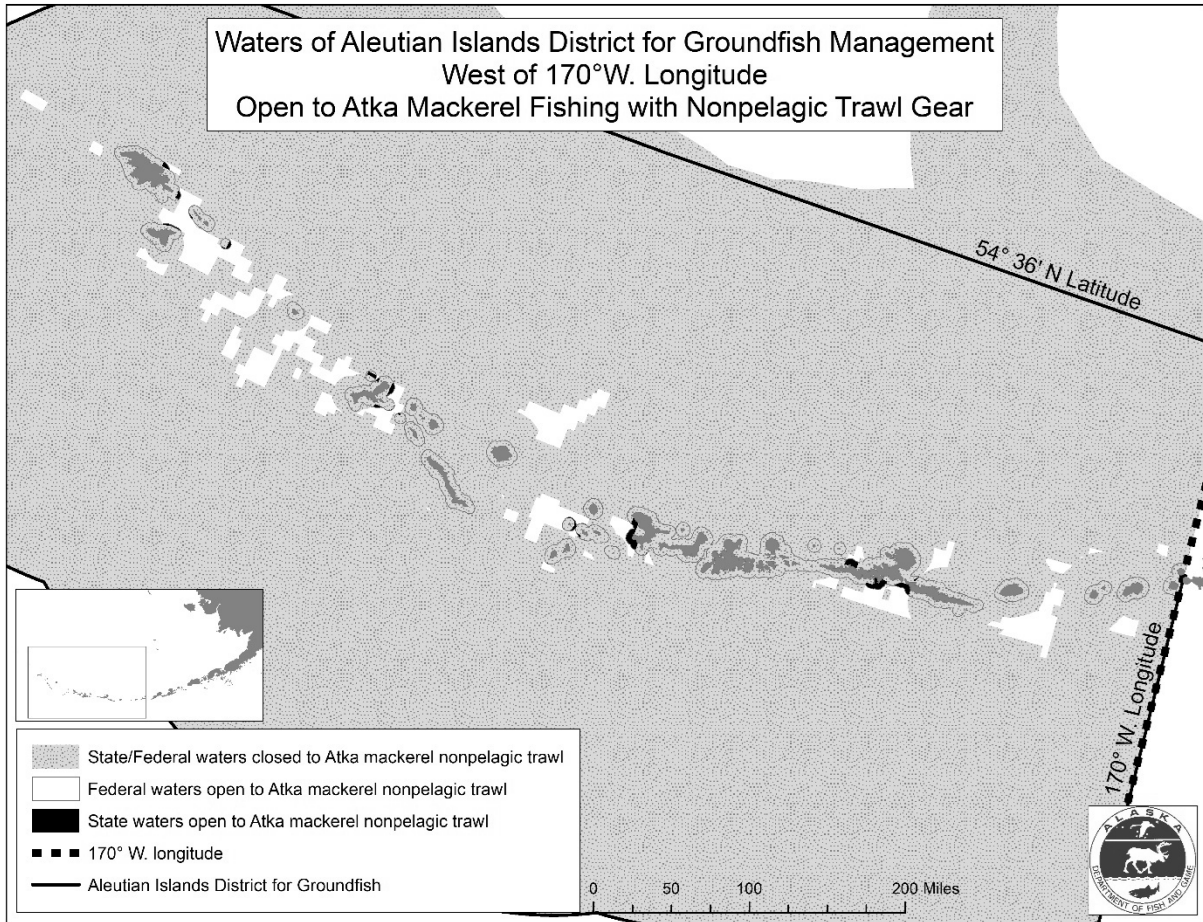 Waters of Aleutian Islands District for Groundfish Management
West of 170°W. Longitude
Open to Atka Mackerel Fishing with Nonpelagic Trawl Gear
54° 36' N Latitude
170° W. Longitude
State/Federal waters closed to Atka mackerel nonpelagic trawl
Federal waters open to Atka mackerel nonpelagic trawl
State waters open to Atka mackerel nonpelagic trawl
170° W. longitude
Aleutian Islands District for Groundfish
0 50 100 200 Miles
ALASKA
DEPARTMENT OF FISH AND GAME